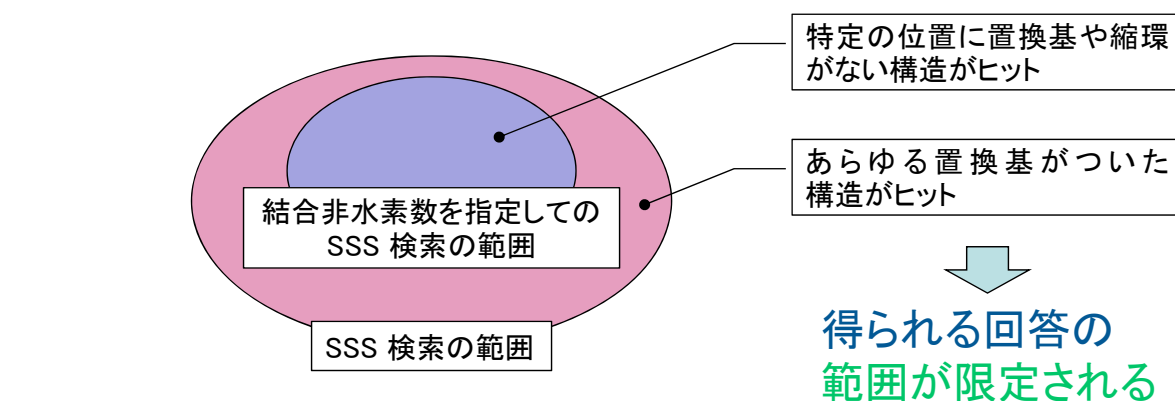 特定の位置に置換基や縮環
がない構造がヒット
あらゆる置換基がついた
構造がヒット
結合非水素数を指定しての
SSS 検索の範囲
SSS 検索の範囲
得られる回答の
範囲が限定される